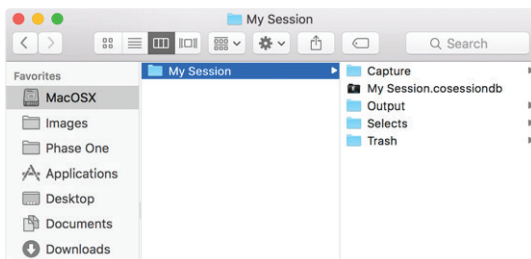 My Session
Search
Favorites
MacOSX
Images
Phase One
Applications
Desktop
Documents
Downloads
My Session
Capture
My Session.cosessiondb
Output
Selects
Trash